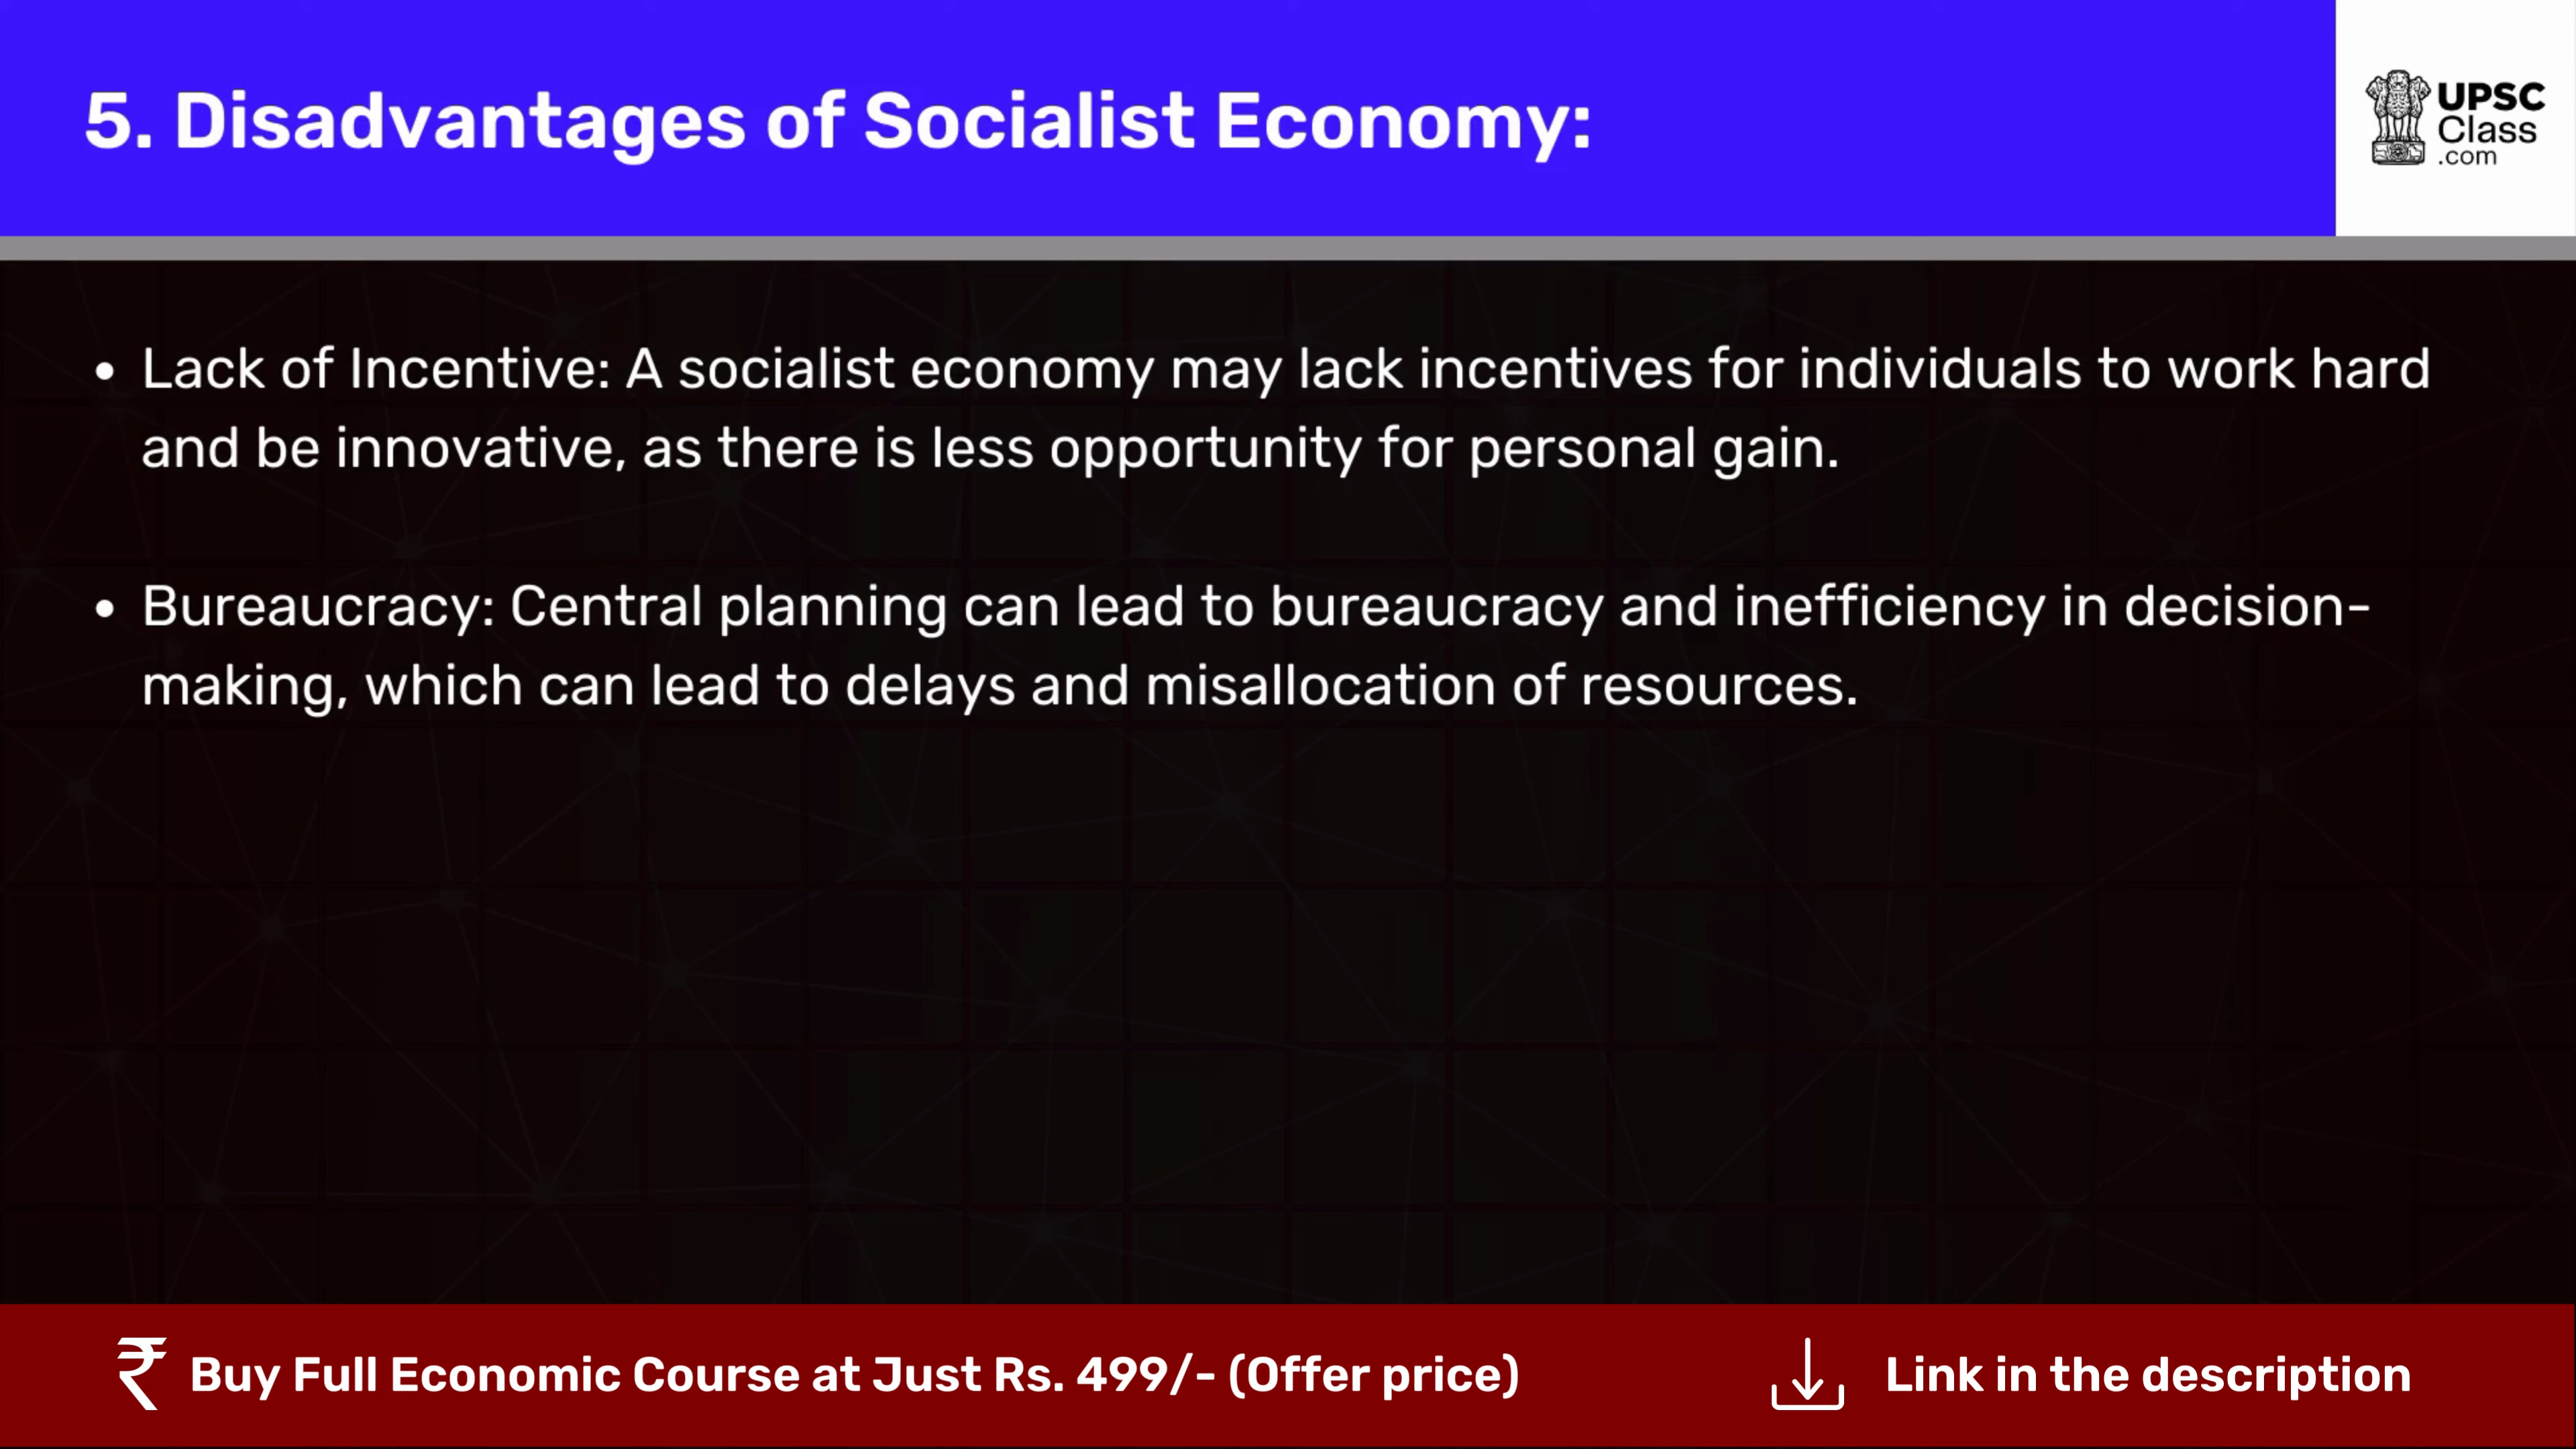 5. Disadvantages of Socialist Economy:
UPSC
Class
.com
• Lack of Incentive: A socialist economy may lack incentives for individuals to work hard
and be innovative, as there is less opportunity for personal gain.
• Bureaucracy: Central planning can lead to bureaucracy and inefficiency in decision-
making, which can lead to delays and misallocation of resources.
₹ Buy Full Economic Course at Just Rs. 499/- (Offer price)
Link in the description